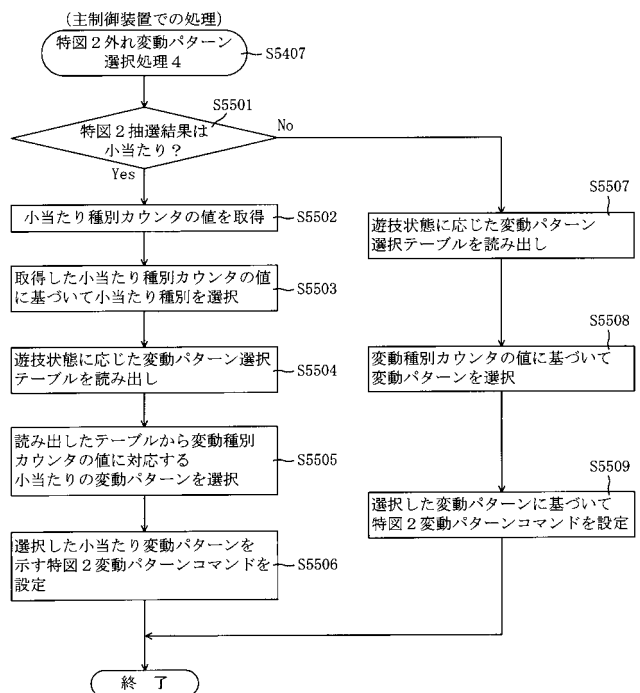 (主制御装置での処理)
特図2外れ変動パターン
選択処理4
S5407
S5501
特図2抽選結果は
小当たり？
No
Yes
小当たり種別カウンタの値を取得
S5502
取得した小当たり種別カウンタの値
に基づいて小当たり種別を選択
S5503
遊技状態に応じた変動パターン選択
テーブルを読み出し
S5504
読み出したテーブルから変動種別
カウンタの値に対応する
小当たりの変動パターンを選択
S5505
選択した小当たり変動パターンを
示す特図2変動パターンコマンドを
設定
S5506
S5507
遊技状態に応じた変動パターン
選択テーブルを読み出し
S5508
変動種別カウンタの値に基づいて
変動パターンを選択
S5509
選択した変動パターンに基づいて
特図2変動パターンコマンドを設定
終 了